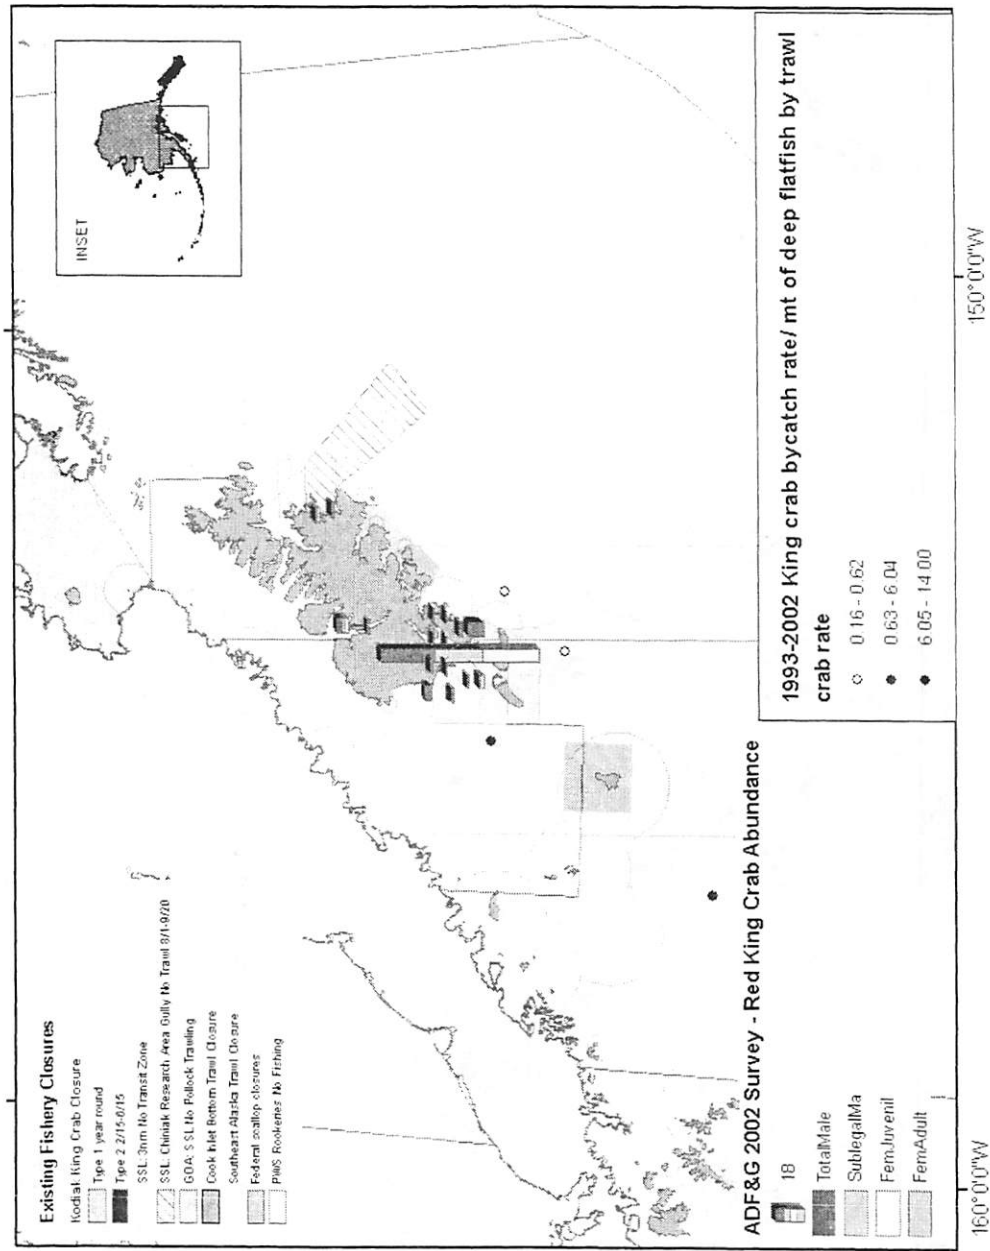 Existing Fishery Closures
Kodiak King Crab Closure
Type 1 year round
Type 2 2/15-6/15
SSL: 3nm No Transit Zone
SSL: Chiniak Research Area Gully No Trawl 8/1-9/20
GOA: SSL No Pollock Trawling
Cook Inlet Bottom Trawl Closure
Southeast Alaska Trawl Closure
Federal scallop closures
PWS Rookeries No Fishing
INSET
ADF&G 2002 Survey - Red King Crab Abundance
18
TotalMale
SublegalMa
FemJuvenil
FemAdult
1993-2002 King crab bycatch rate/ mt of deep flatfish by trawl
crab rate
0.16 - 0.62
0.63 - 6.04
6.05 - 14.00
160°0'0"W
150°0'0"W